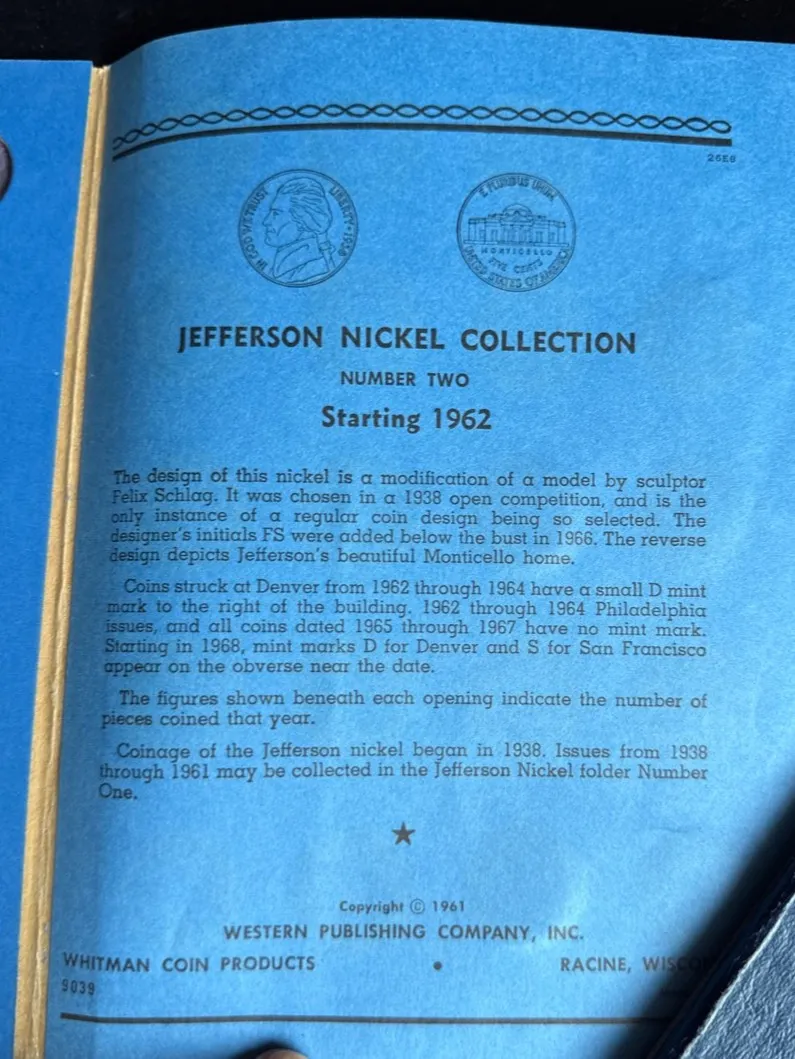 26E8
IN GOD WE TRUST LIBERTY
E PLURIBUS UNUM
MONTICELLO
FIVE CENTS
UNITED STATES OF AMERICA
JEFFERSON NICKEL COLLECTION
NUMBER TWO
Starting 1962
The design of this nickel is a modification of a model by sculptor
Felix Schlag. It was chosen in a 1938 open competition, and is the
only instance of a regular coin design being so selected. The
designer's initials FS were added below the bust in 1966. The reverse
design depicts Jefferson's beautiful Monticello home.
Coins struck at Denver from 1962 through 1964 have a small D mint
mark to the right of the building. 1962 through 1964 Philadelphia
issues, and all coins dated 1965 through 1967 have no mint mark.
Starting in 1968, mint marks D for Denver and S for San Francisco
appear on the obverse near the date.
The figures shown beneath each opening indicate the number of
pieces coined that year.
Coinage of the Jefferson nickel began in 1938. Issues from 1938
through 1961 may be collected in the Jefferson Nickel folder Number
One.
Copyright © 1961
WESTERN PUBLISHING COMPANY, INC.
WHITMAN COIN PRODUCTS • RACINE, WISCO
9039